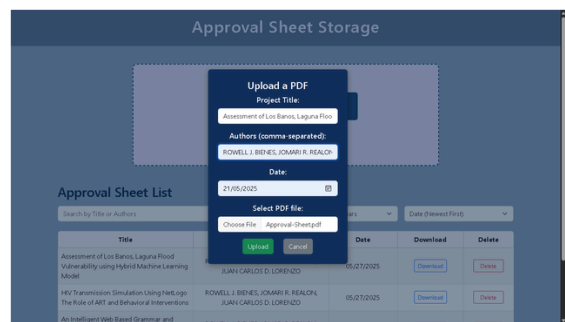 Approval Sheet Storage
Upload a PDF
Project Title:
Assessment of Los Banos, Laguna Floo
Authors (comma-separated):
ROWELL J. BIENES, JOMARI R. REALON
Date:
21/05/2025
Select PDF file:
Choose File Approval-Sheet.pdf
Upload Cancel
Approval Sheet List
Search by Title or Authors
Date (Newest First)
Title Date Download Delete
Assessment of Los Banos, Laguna Flood
Vulnerability using Hybrid Machine Learning
Model
JUAN CARLOS D. LORENZO
05/27/2025 Download Delete
HIV Transmission Simulation Using NetLogo
The Role of ART and Behavioral Interventions
ROWELL J. BIENES, JOMARI R. REALON,
JUAN CARLOS D. LORENZO
05/27/2025 Download Delete
An Intelligent Web Based Grammar and